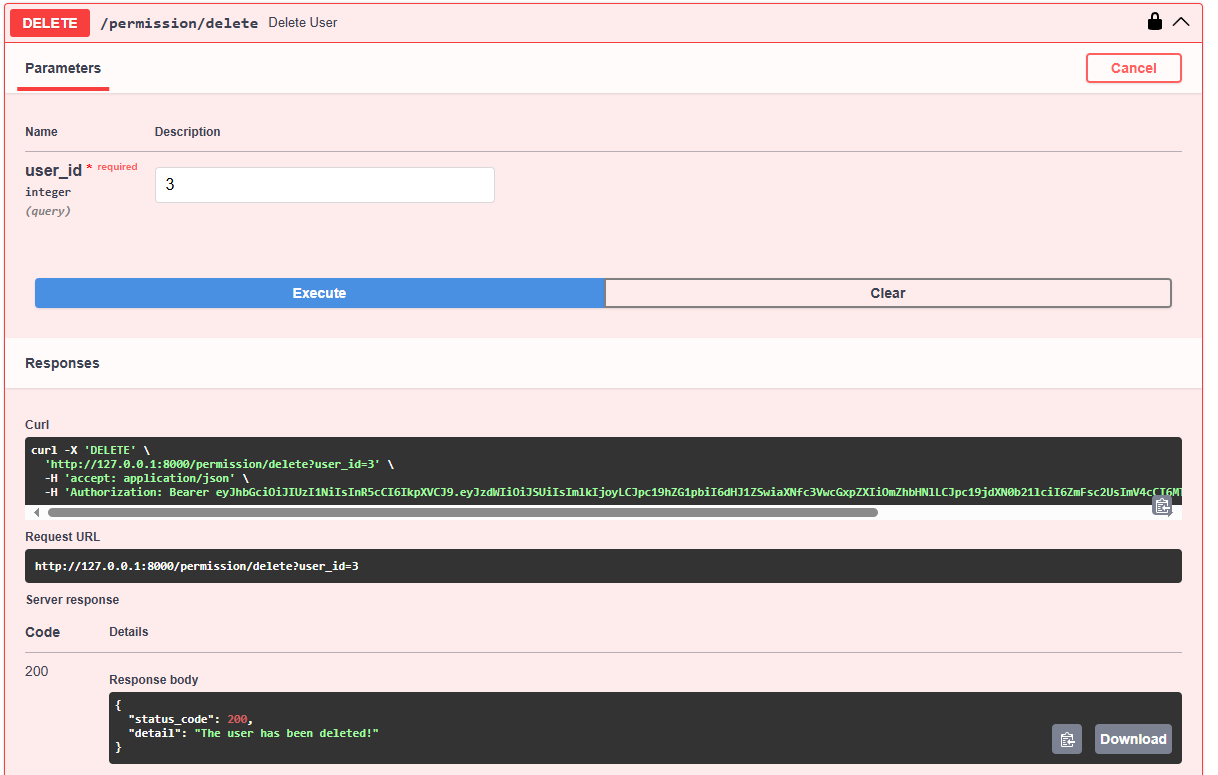 DELETE /permission/delete Delete User
Parameters
Cancel
Name Description
user_id * required
integer
(query)
3
Execute
Clear
Responses
Curl
curl -X 'DELETE' \
'http://127.0.0.1:8000/permission/delete?user_id=3' \
-H 'accept: application/json' \
-H 'Authorization: Bearer eyJhbGciOiJIUzI1NiIsInR5cCI6IkpXVCJ9.eyJzdWIiOiJSUiIsImlkIjoyLCJpc19hZG1pbiI6dHJ1ZSwiaXNfc3VwcGxpZXIiOmZhbHNlLCJpc19jdXN0b21lciI6ZmFsc2UsImV4cCI6MT
Request URL
http://127.0.0.1:8000/permission/delete?user_id=3
Server response
Code Details
200
Response body
{
"status_code": 200,
"detail": "The user has been deleted!"
}
Download